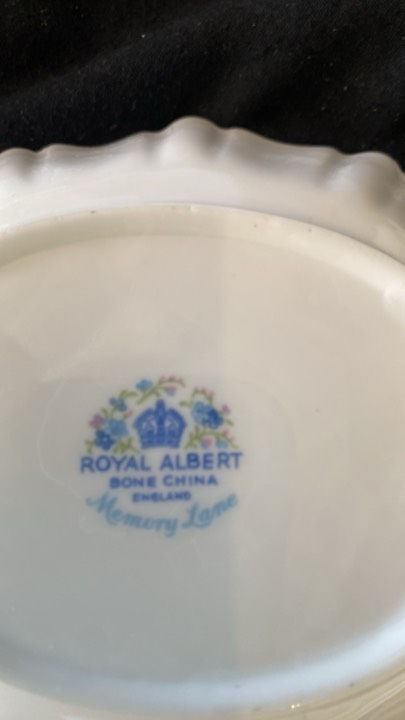 ROYAL ALBERT
BONE CHINA
ENGLAND
Memory Lane